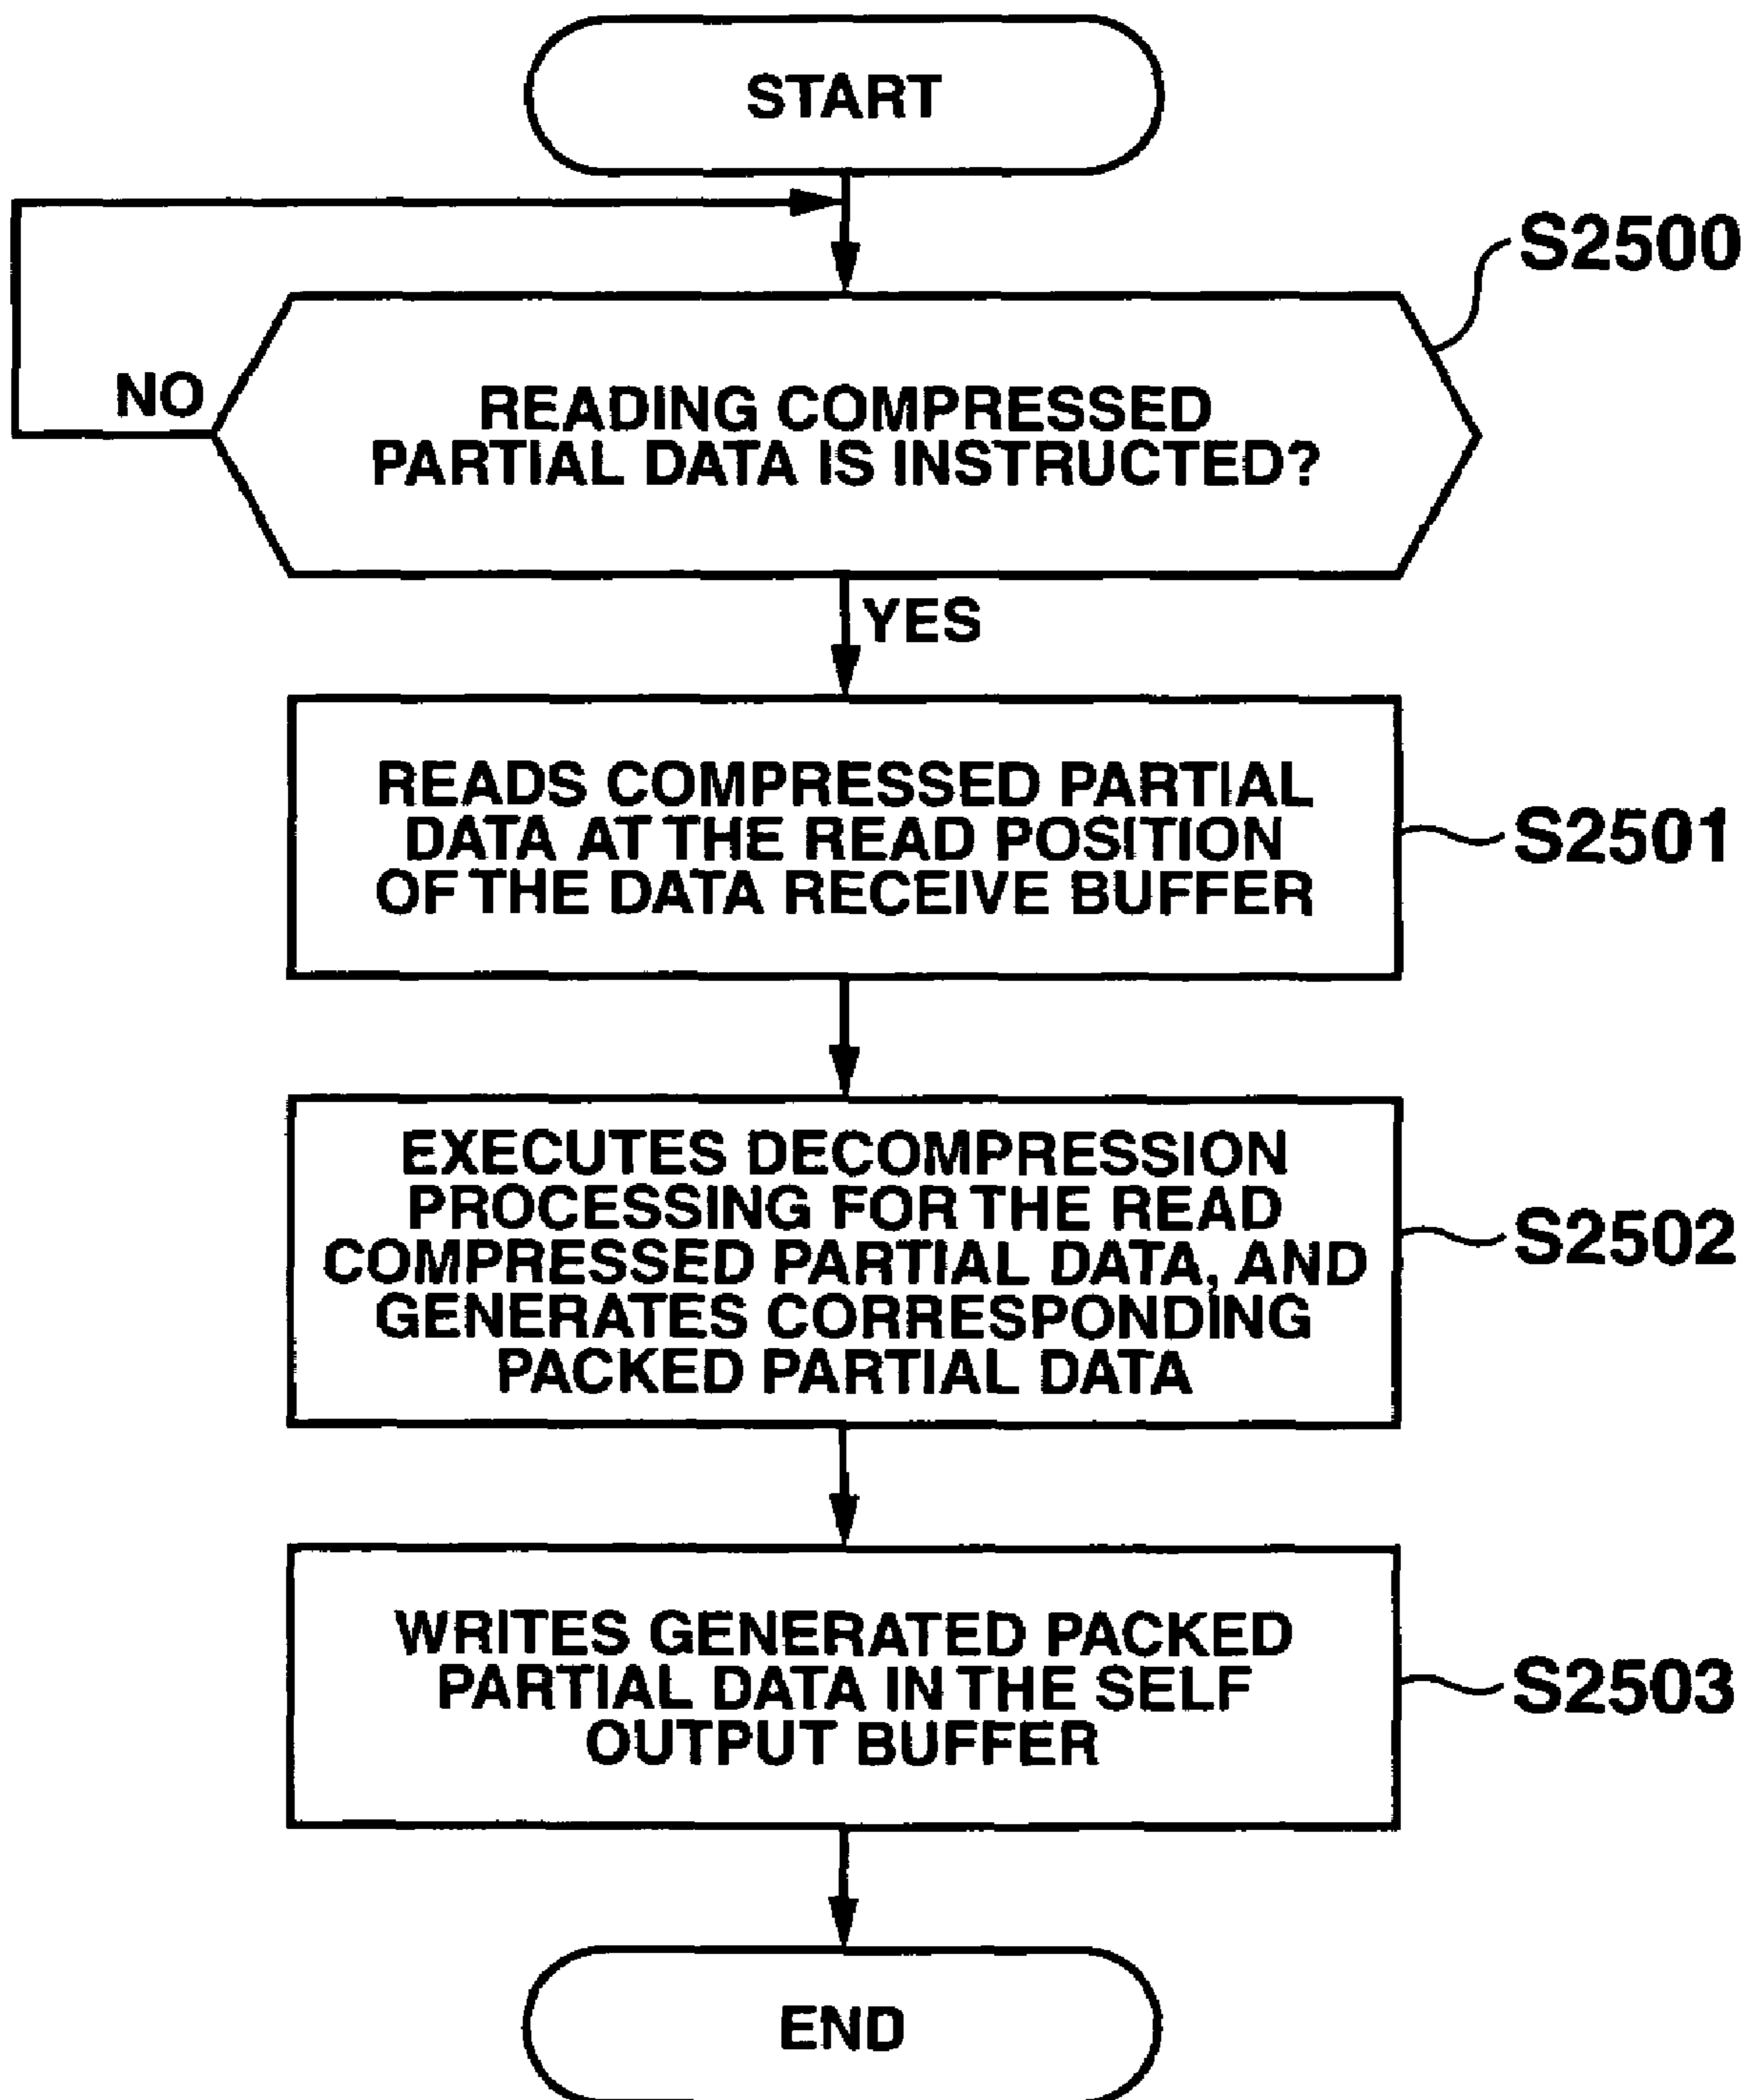 START
S2500
NO
READING COMPRESSED
PARTIAL DATA IS INSTRUCTED?
YES
READS COMPRESSED PARTIAL
DATA AT THE READ POSITION
OF THE DATA RECEIVE BUFFER
S2501
EXECUTES DECOMPRESSION
PROCESSING FOR THE READ
COMPRESSED PARTIAL DATA, AND
GENERATES CORRESPONDING
PACKED PARTIAL DATA
S2502
WRITES GENERATED PACKED
PARTIAL DATA IN THE SELF
OUTPUT BUFFER
S2503
END